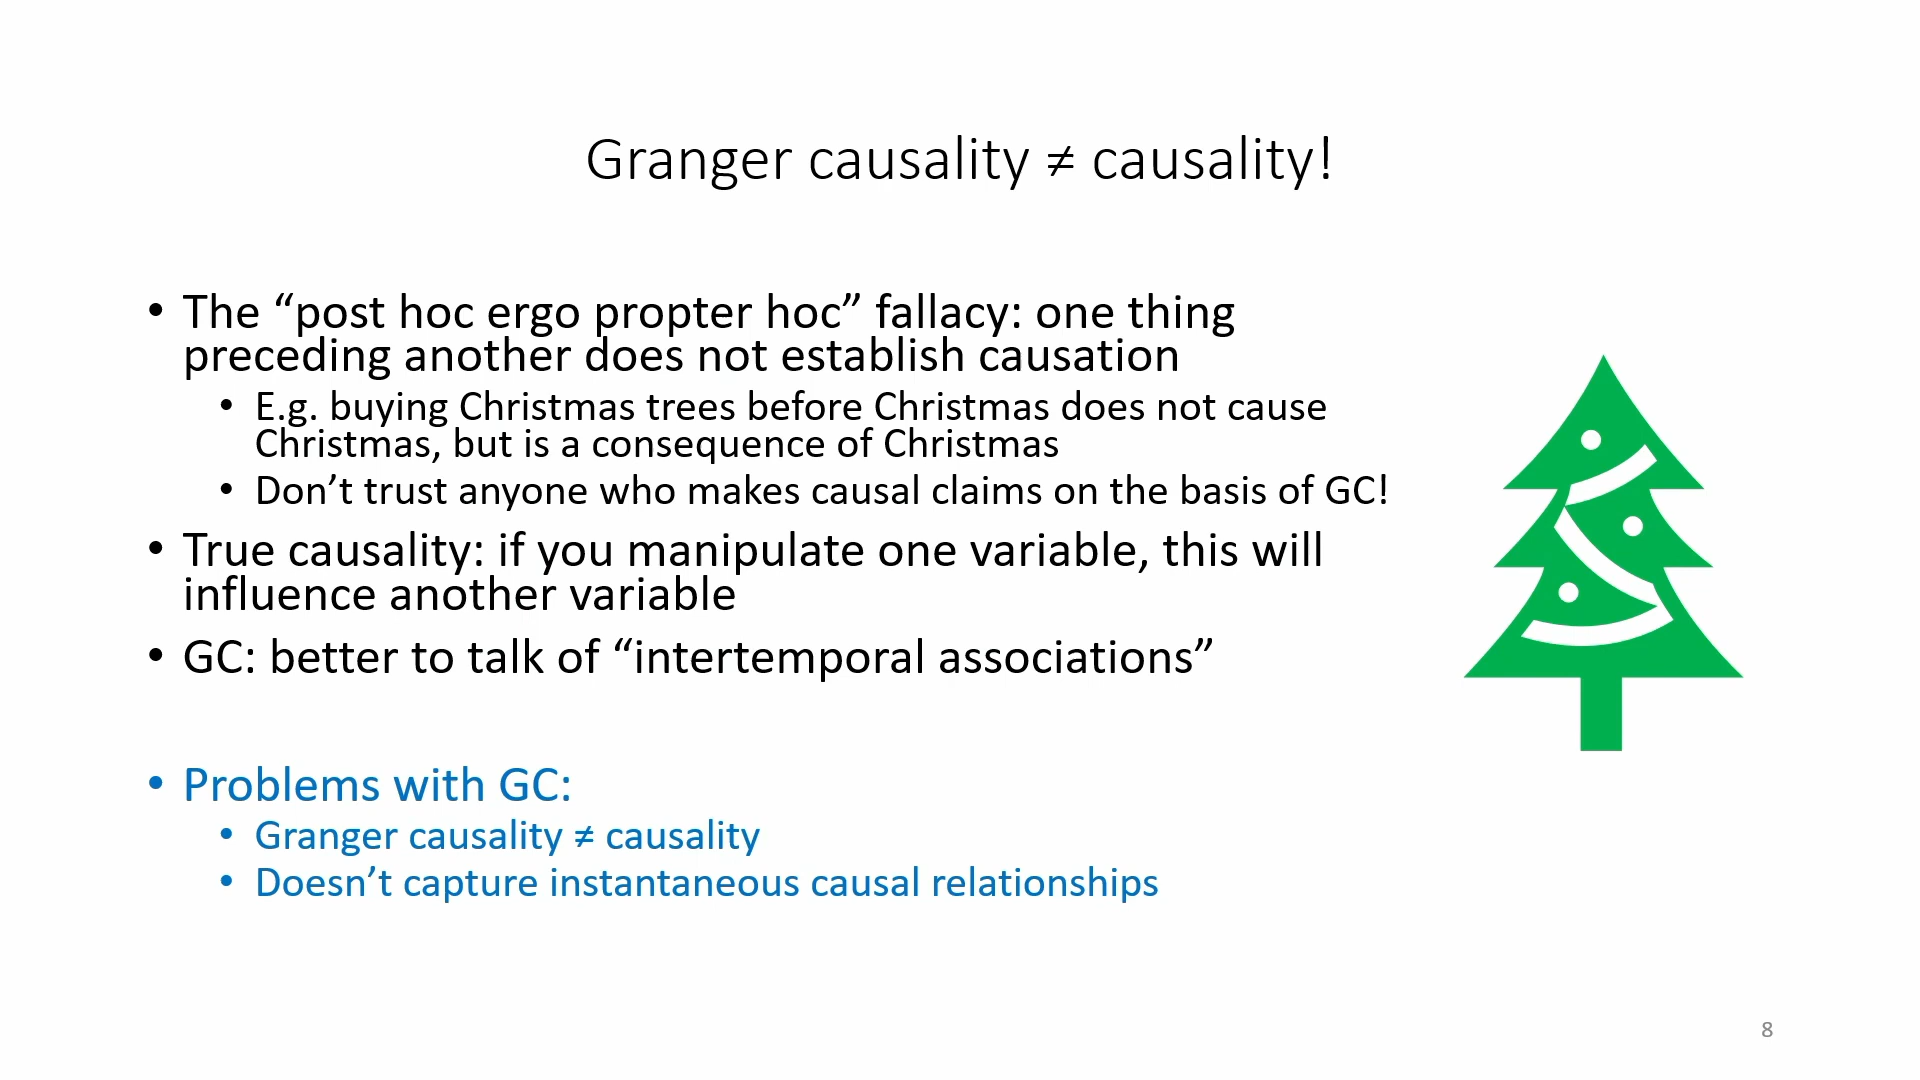 Granger causality ≠ causality!
• The “post hoc ergo propter hoc” fallacy: one thing
preceding another does not establish causation
• E.g. buying Christmas trees before Christmas does not cause
Christmas, but is a consequence of Christmas
• Don’t trust anyone who makes causal claims on the basis of GC!
• True causality: if you manipulate one variable, this will
influence another variable
• GC: better to talk of “intertemporal associations”
• Problems with GC:
• Granger causality ≠ causality
• Doesn’t capture instantaneous causal relationships
8